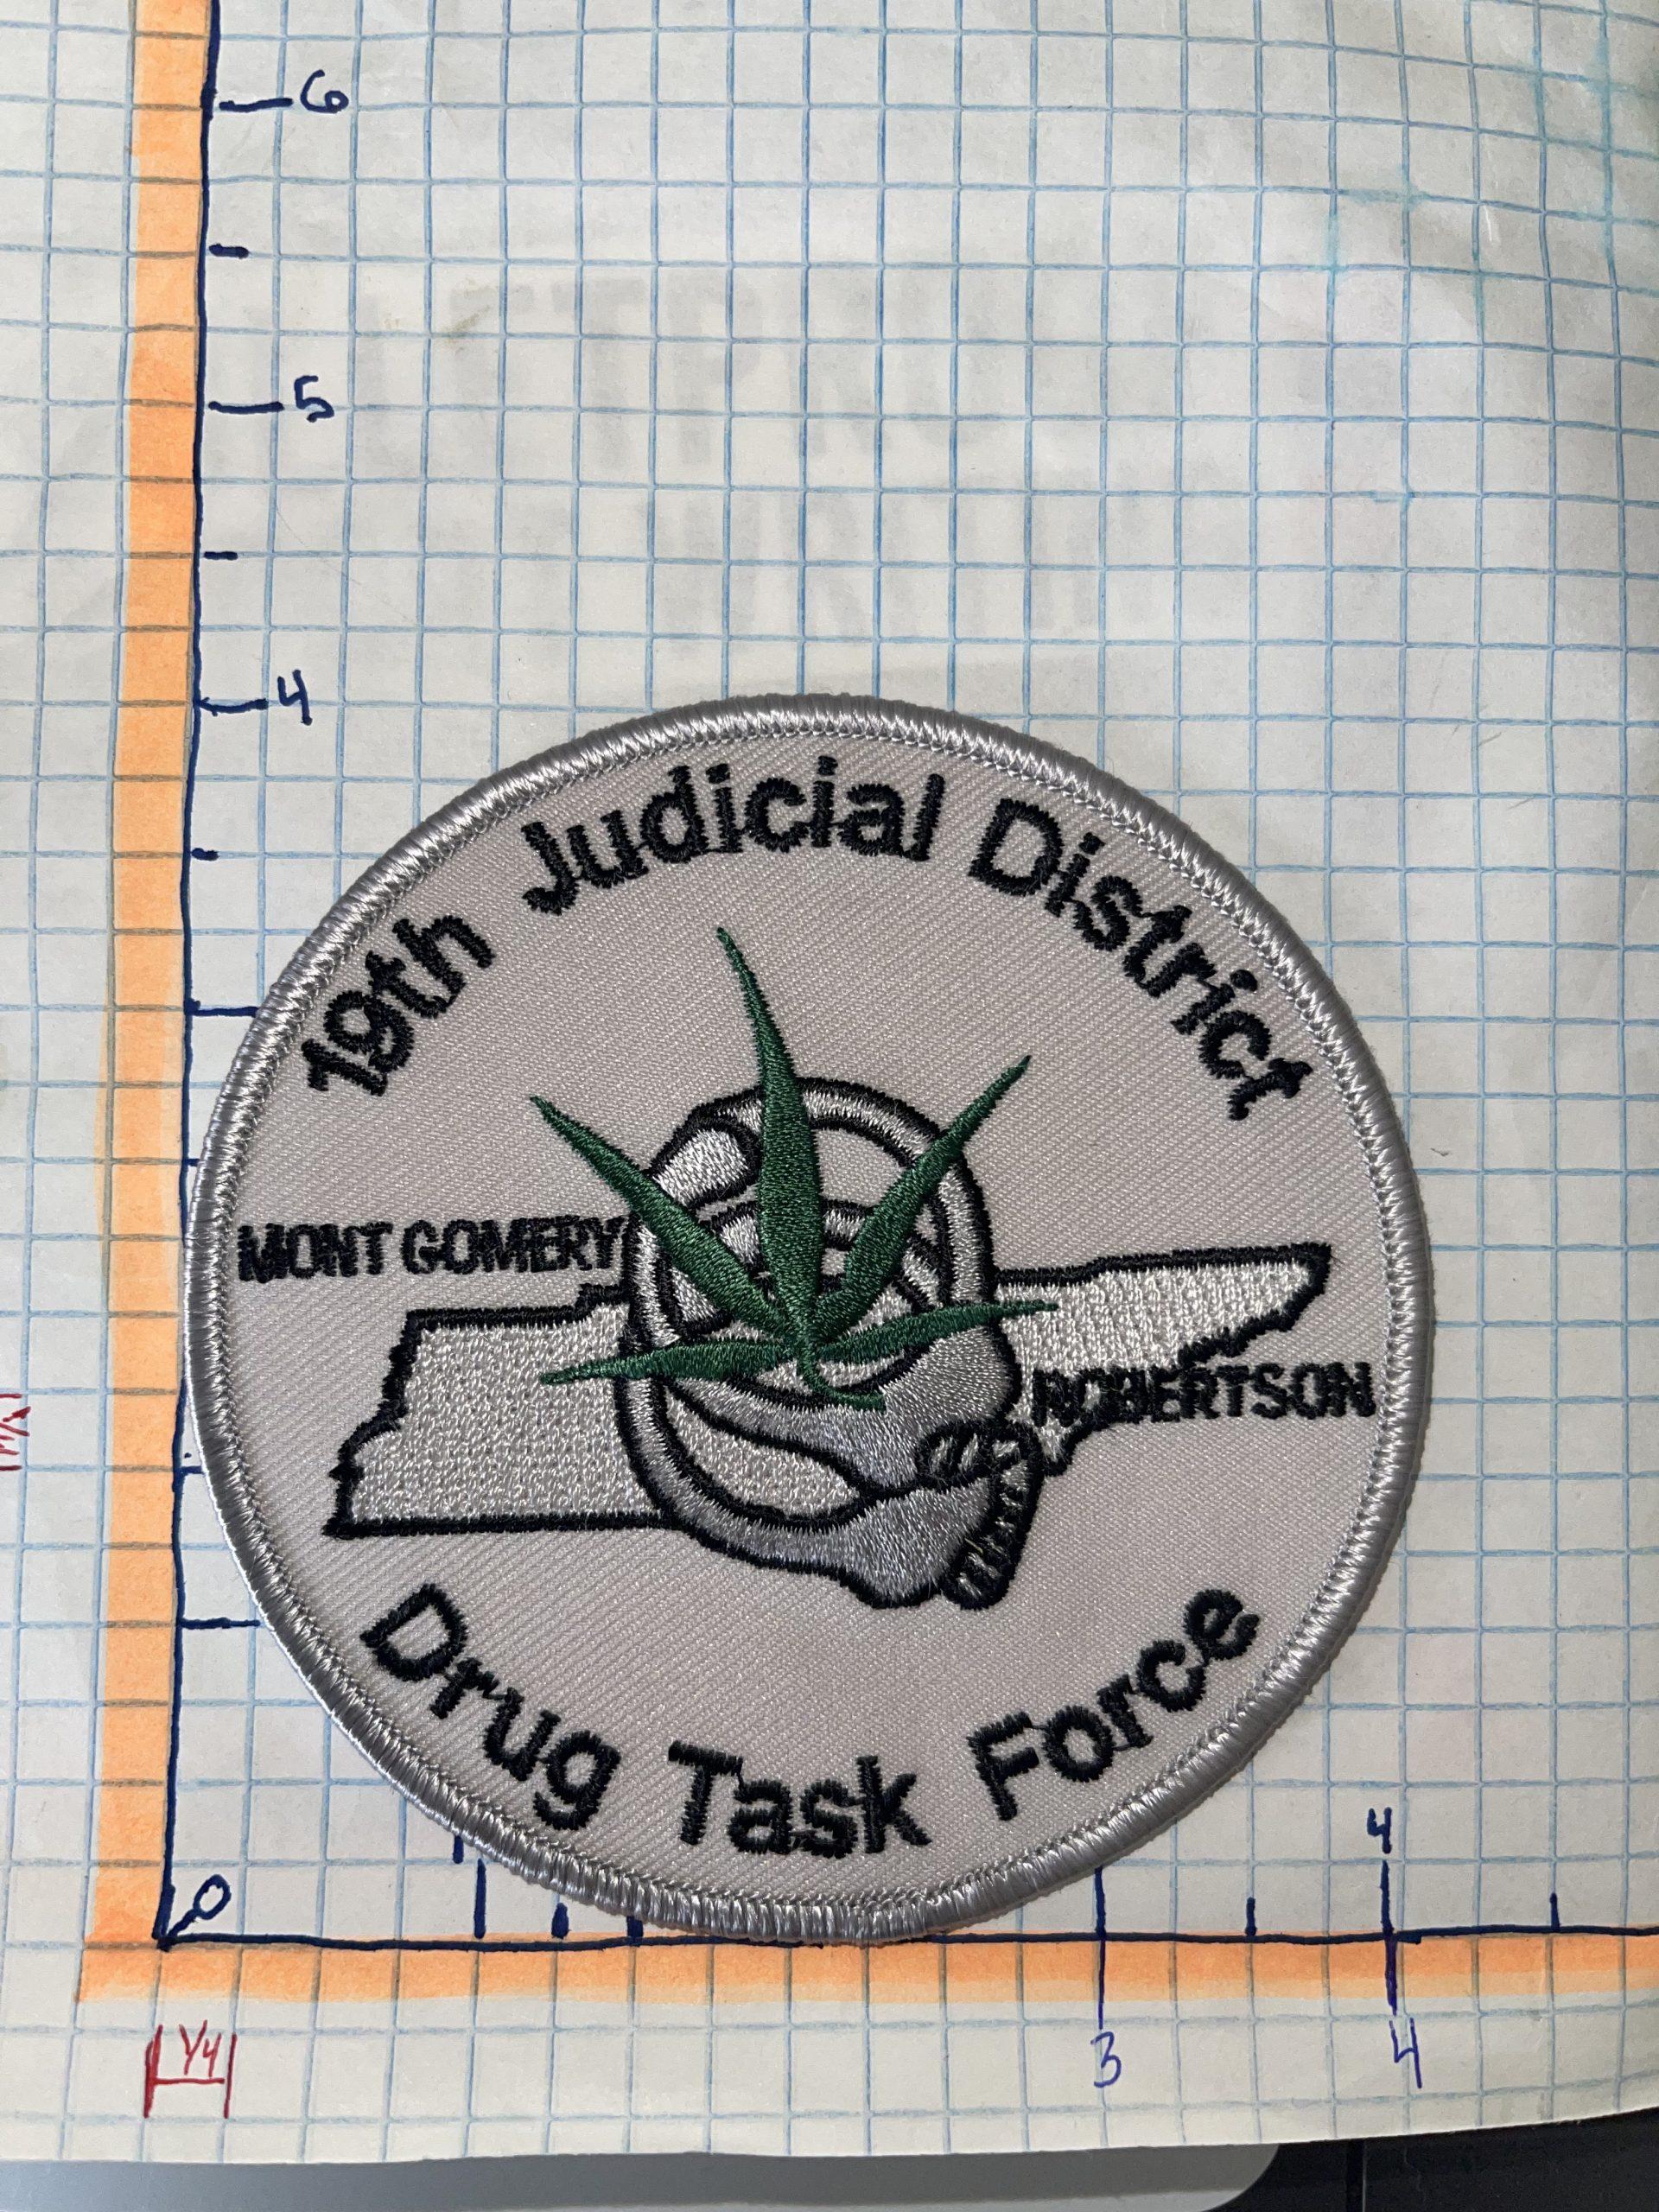 6
5
4
19th Judicial District
MONTGOMERY
ROBERTSON
Drug Task Force
4
0
1/4
3
4